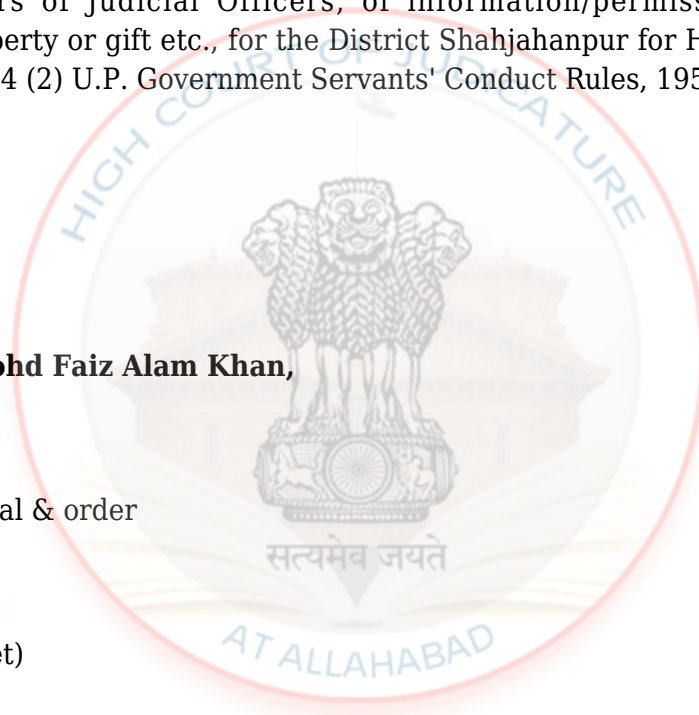 rs of Judicial Officers, or information/permiss
perty or gift etc., for the District Shahjahanpur for H
4 (2) U.P. Government Servants' Conduct Rules, 195
HIGH COURT OF JUDICATURE
ohd Faiz Alam Khan,
al & order
सत्यमेव जयते
AT ALLAHABAD
et)